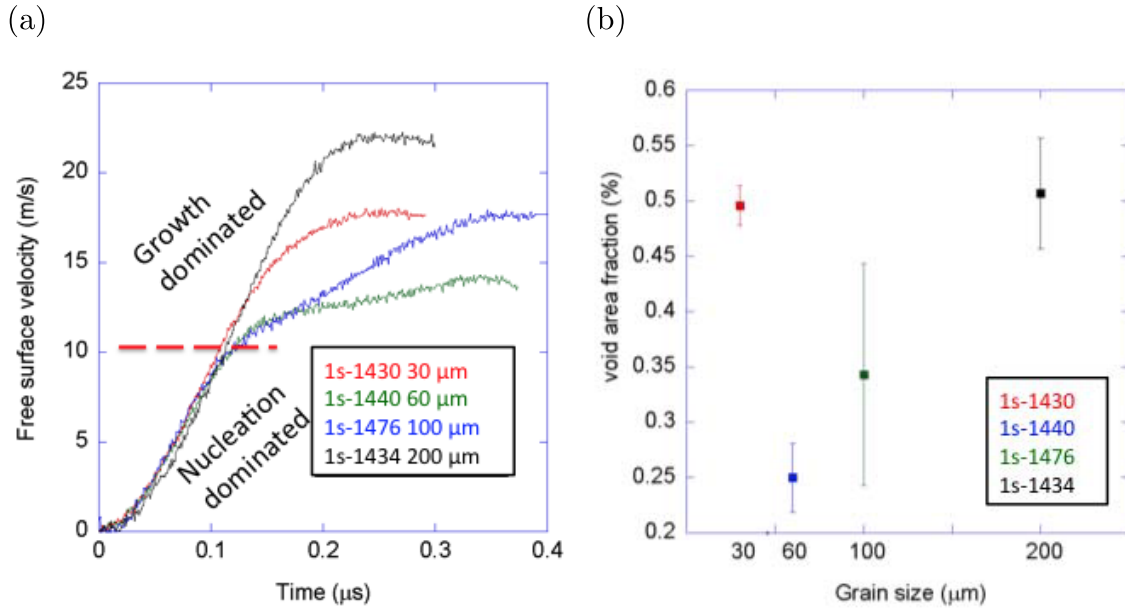 (a)
(b)
25
20
15
10
5
0
0
0.1
0.2
0.3
0.4
Free surface velocity (m/s)
Time (μs)
Growth
dominated
Nucleation
dominated
1s-1430 30 μm
1s-1440 60 μm
1s-1476 100 μm
1s-1434 200 μm
0.6
0.55
0.5
0.45
0.4
0.35
0.3
0.25
0.2
30
60
100
200
void area fraction (%)
Grain size (μm)
1s-1430
1s-1440
1s-1476
1s-1434